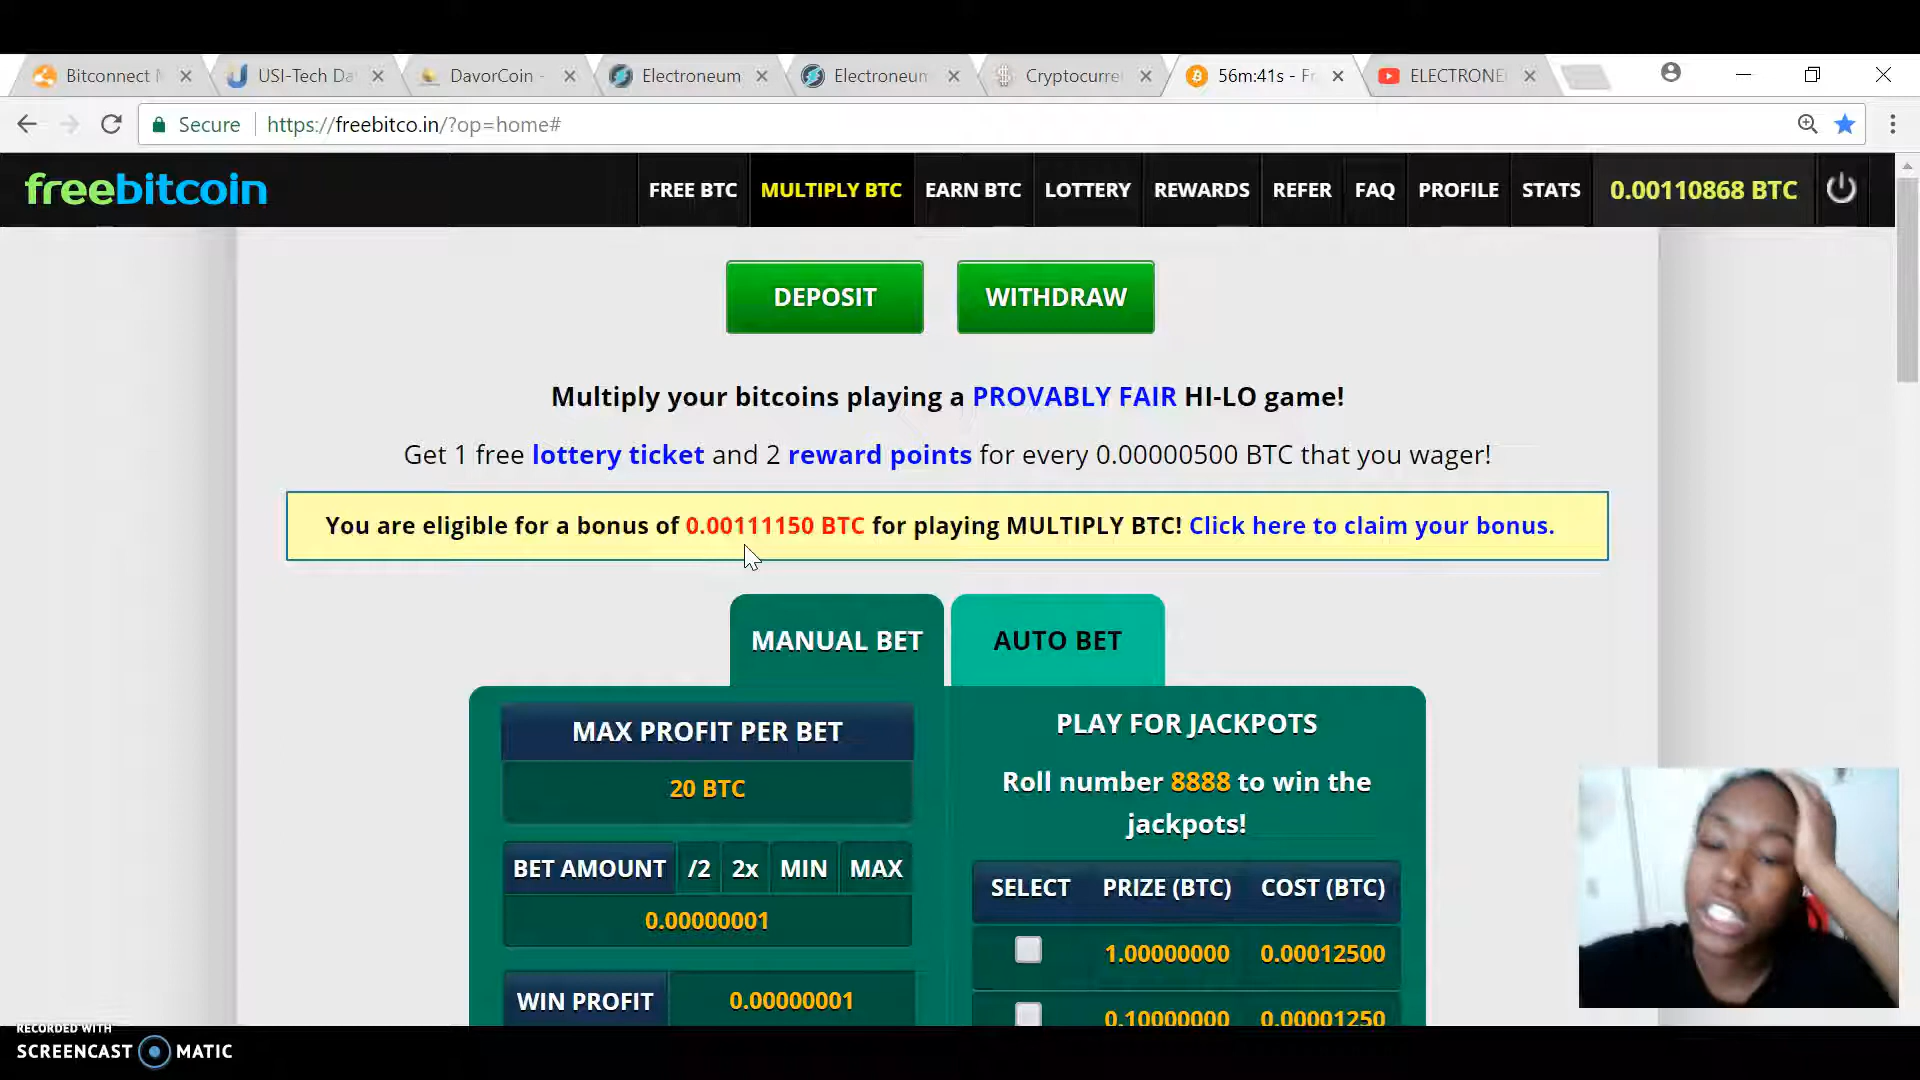 Bitconnect
USI-Tech Da
DavorCoin -
Electroneum
Electroneum
Cryptocurre
56m:41s - Fr
ELECTRONE
Secure https://freebitco.in/?op=home#
freebitcoin
FREE BTC MULTIPLY BTC EARN BTC LOTTERY REWARDS REFER FAQ PROFILE STATS 0.00110868 BTC
DEPOSIT WITHDRAW
Multiply your bitcoins playing a PROVABLY FAIR HI-LO game!
Get 1 free lottery ticket and 2 reward points for every 0.00000500 BTC that you wager!
You are eligible for a bonus of 0.00111150 BTC for playing MULTIPLY BTC! Click here to claim your bonus.
MANUAL BET AUTO BET
MAX PROFIT PER BET
20 BTC
BET AMOUNT /2 2x MIN MAX
0.00000001
WIN PROFIT 0.00000001
PLAY FOR JACKPOTS
Roll number 8888 to win the
jackpots!
SELECT PRIZE (BTC) COST (BTC)
1.00000000 0.00012500
0.10000000 0.00001250
RECORDED WITH
SCREENCAST MATIC